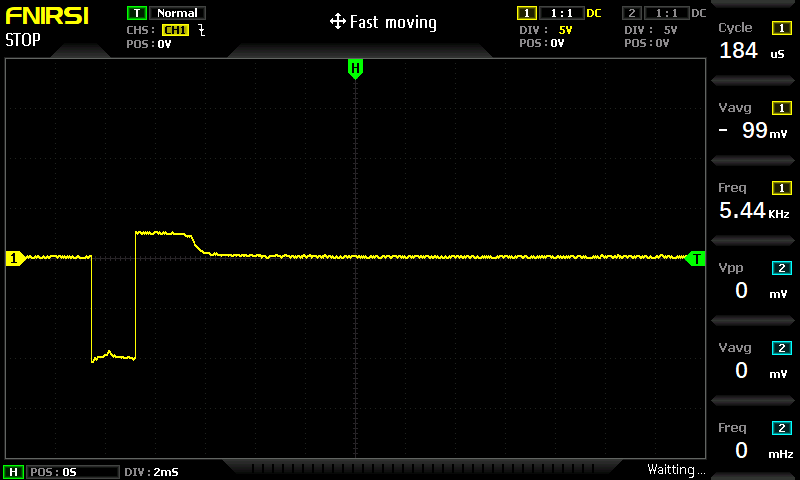 FNIRSI
STOP
T Normal
CHS: CH1
POS: 0V
Fast moving
1 1:1 DC
DIV: 5V
POS: 0V
2 1:1 DC
DIV: 5V
POS: 0V
H
1
T
Cycle 1
184 uS
Vavg 1
- 99 mV
Freq 1
5.44 KHz
Vpp 2
0 mV
Vavg 2
0 mV
Freq 2
0 mHz
H POS: 0S DIV: 2mS
Waitting...